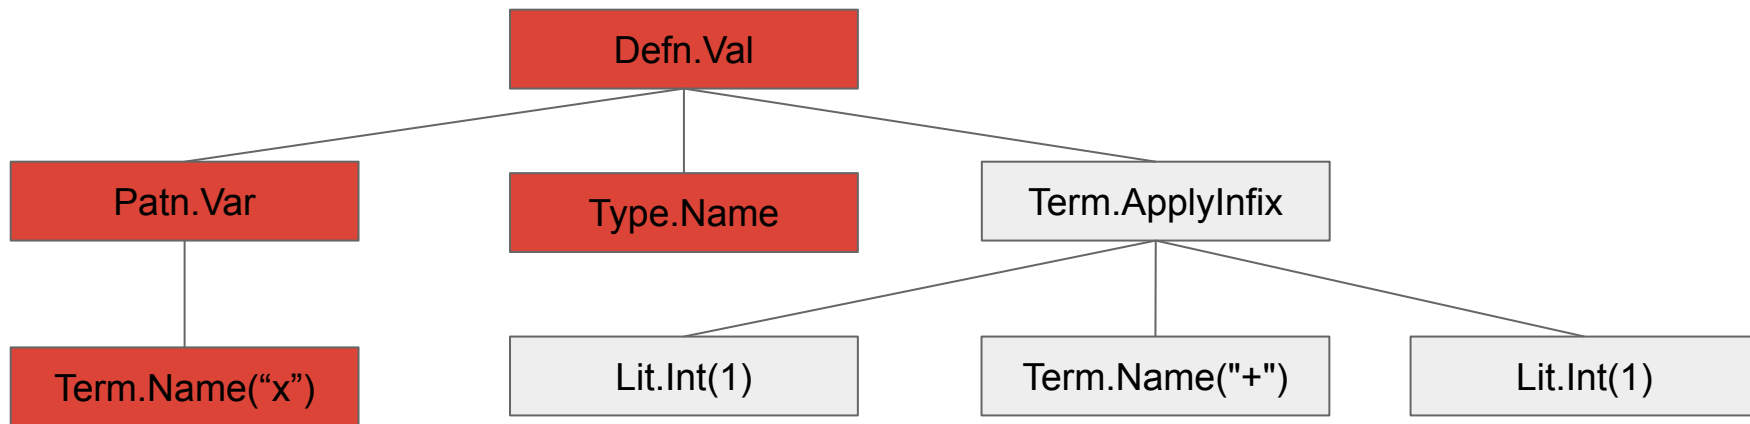 Defn.Val
Patn.Var
Type.Name
Term.ApplyInfix
Term.Name(“x”)
Lit.Int(1)
Term.Name("+")
Lit.Int(1)